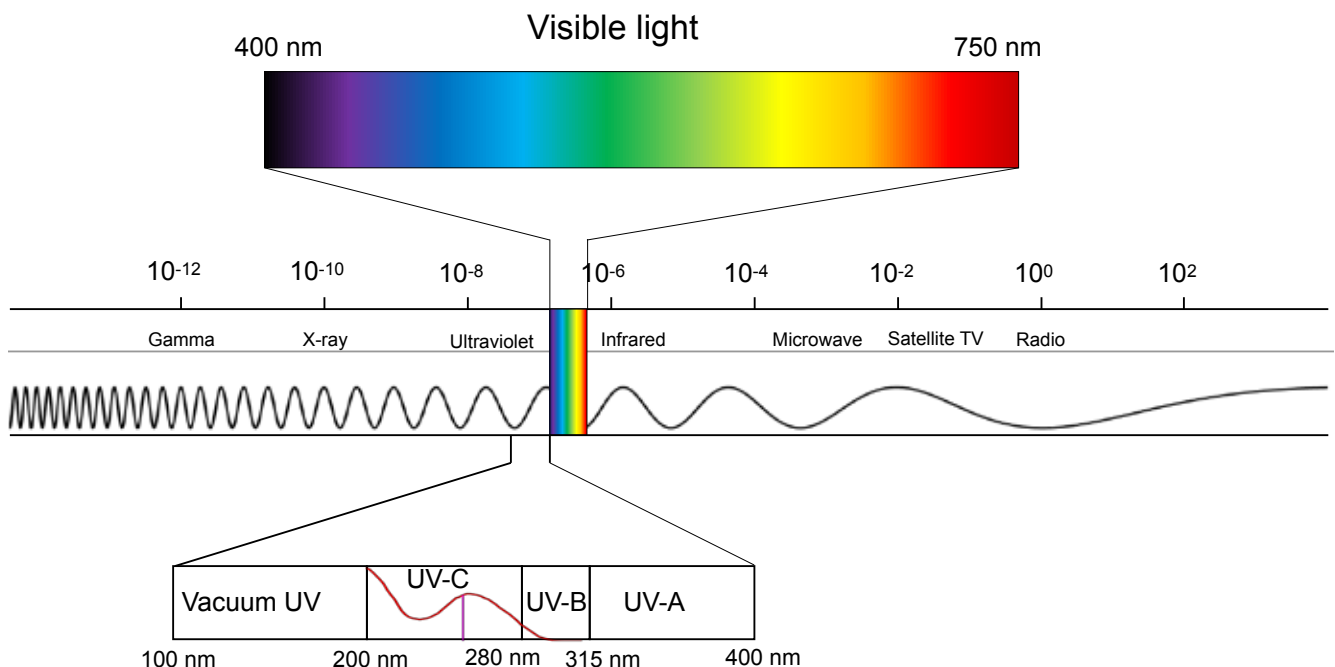 Visible light
400 nm 750 nm
10-12 10-10 10-8 10-6 10-4 10-2 100 102
Gamma X-ray Ultraviolet Infrared Microwave Satellite TV Radio
Vacuum UV UV-C UV-B UV-A
100 nm 200 nm 280 nm 315 nm 400 nm